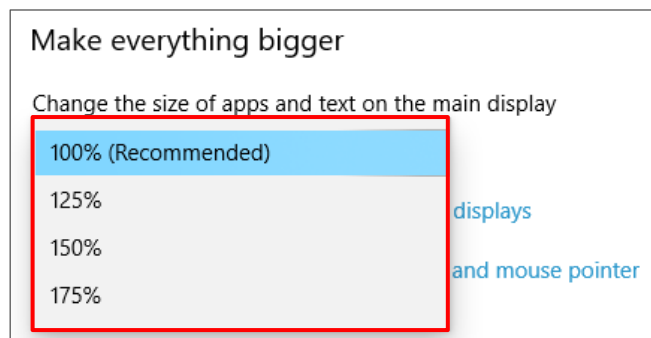 Make everything bigger
Change the size of apps and text on the main display
100% (Recommended)
125%
displays
150%
and mouse pointer
175%